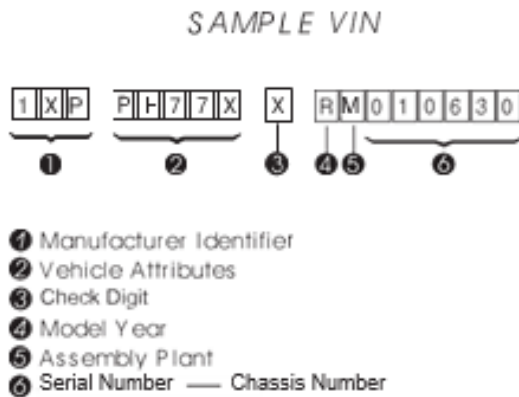 SAMPLE VIN
1 X P P H 7 7 X X R M 0 1 0 6 3 0
1 2 3 4 5 6
1 Manufacturer Identifier
2 Vehicle Attributes
3 Check Digit
4 Model Year
5 Assembly Plant
6 Serial Number — Chassis Number